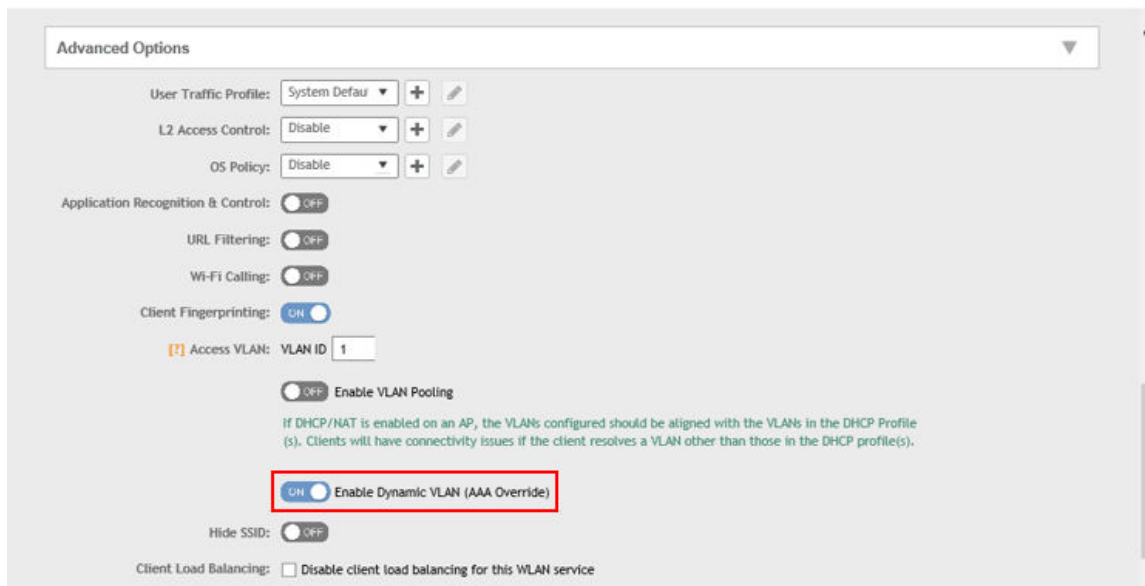 Advanced Options
User Traffic Profile: System Defau
L2 Access Control: Disable
OS Policy: Disable
Application Recognition & Control: OFF
URL Filtering: OFF
Wi-Fi Calling: OFF
Client Fingerprinting: ON
[?] Access VLAN: VLAN ID 1
OFF Enable VLAN Pooling
If DHCP/NAT is enabled on an AP, the VLANs configured should be aligned with the VLANs in the DHCP Profile
(s). Clients will have connectivity issues if the client resolves a VLAN other than those in the DHCP profile(s).
ON Enable Dynamic VLAN (AAA Override)
Hide SSID: OFF
Client Load Balancing: Disable client load balancing for this WLAN service